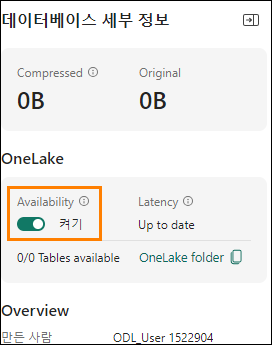 데이터베이스 세부 정보
Compressed Original
0B 0B
OneLake
Availability Latency
켜기 Up to date
0/0 Tables available OneLake folder
Overview
만든 사람 ODL_User 1522904